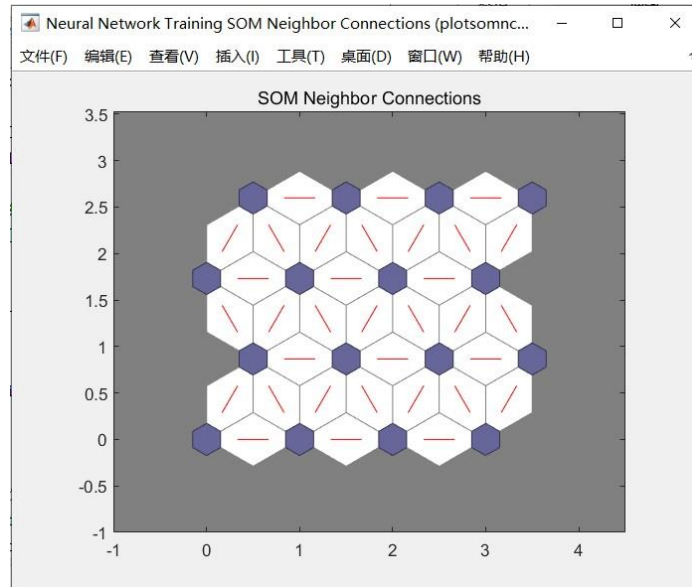 Neural Network Training SOM Neighbor Connections (plotsomnc...
文件(F) 编辑(E) 查看(V) 插入(I) 工具(T) 桌面(D) 窗口(W) 帮助(H)
SOM Neighbor Connections
3.5
3
2.5
2
1.5
1
0.5
0
-0.5
-1
-1 0 1 2 3 4